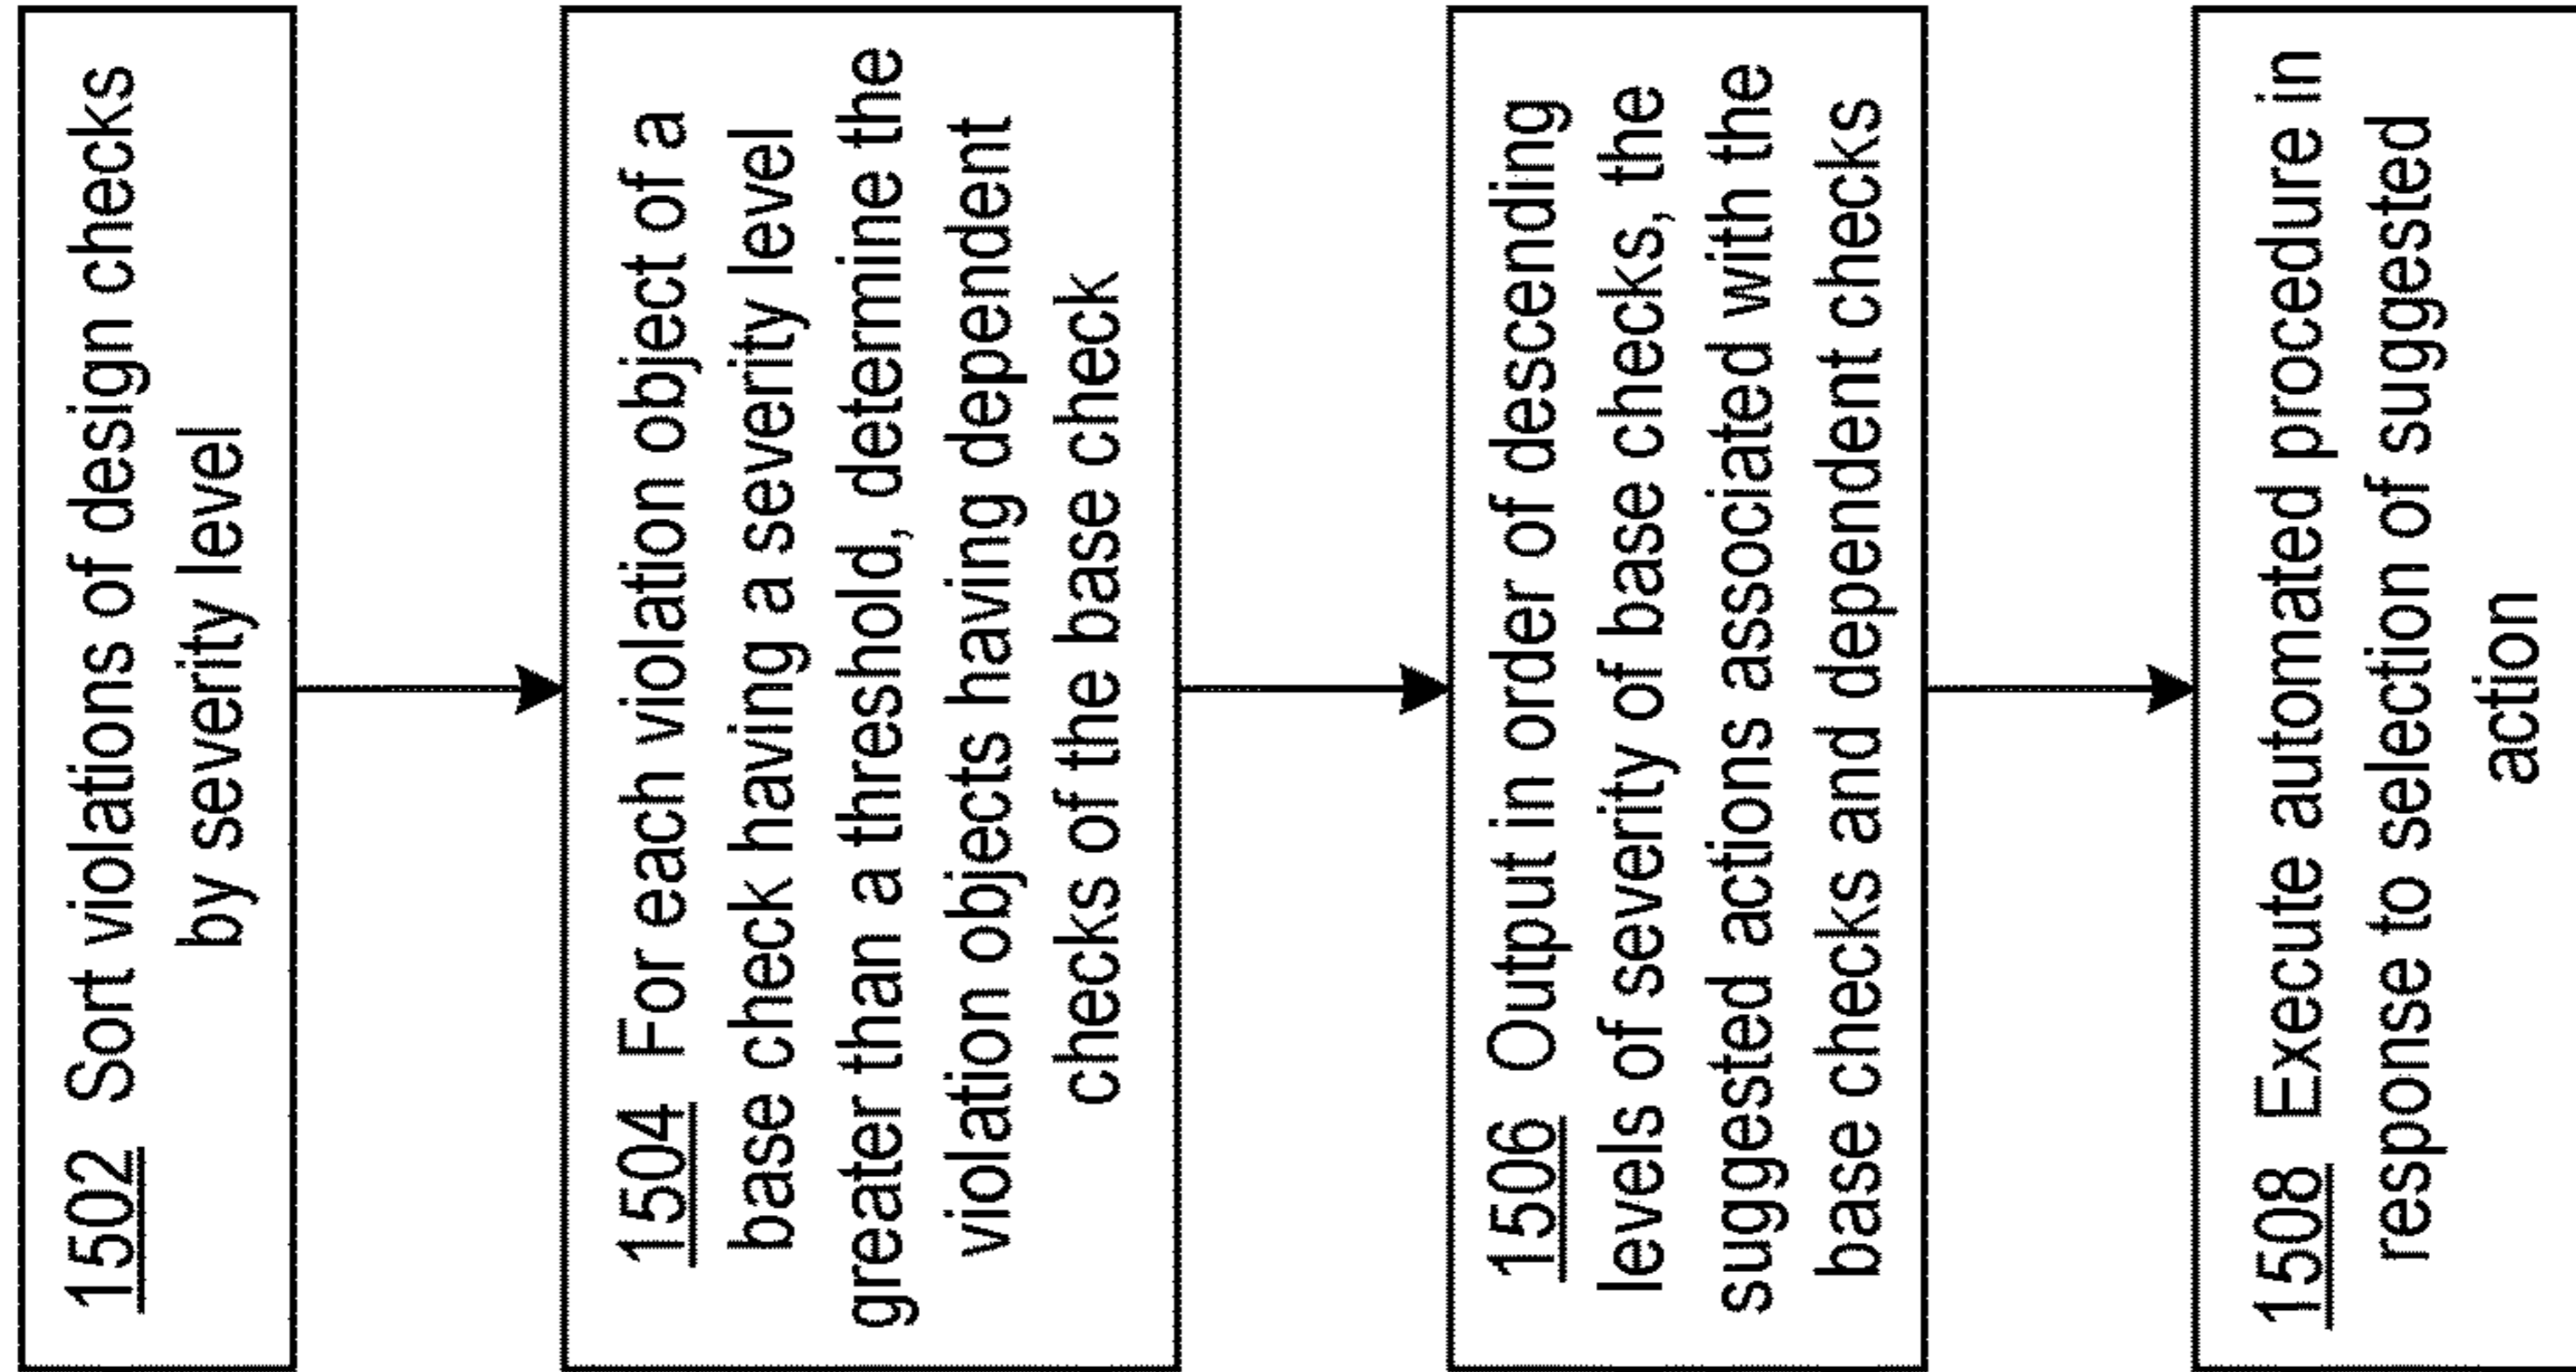 1502 Sort violations of design checks
by severity level
1504 For each violation object of a
base check having a severity level
greater than a threshold, determine the
violation objects having dependent
checks of the base check
1506 Output in order of descending
levels of severity of base checks, the
suggested actions associated with the
base checks and dependent checks
1508 Execute automated procedure in
response to selection of suggested
action